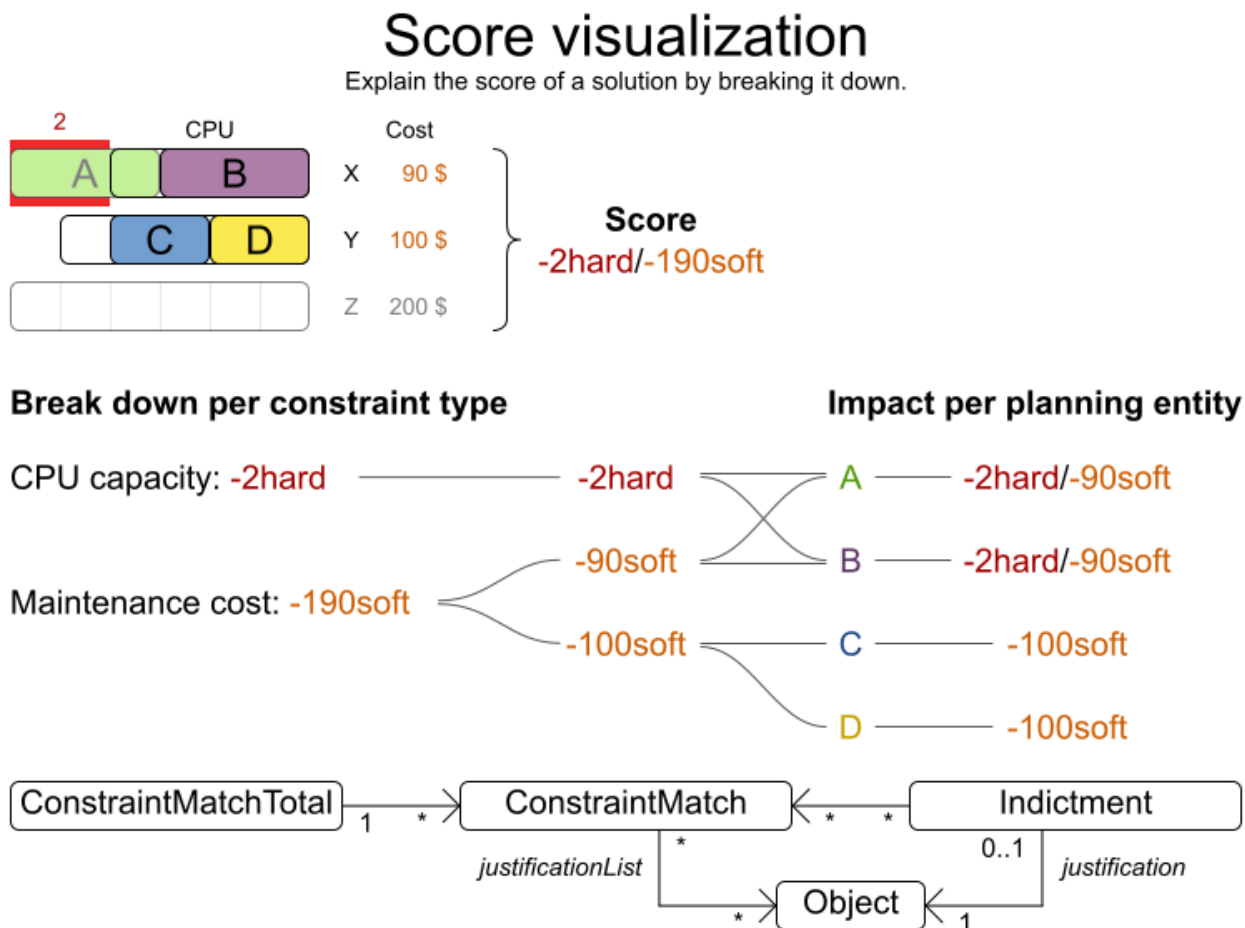 Score visualization
Explain the score of a solution by breaking it down.
2 CPU Cost
A B X 90 $
C D Y 100 $
Z 200 $
Score
-2hard/-190soft
Break down per constraint type Impact per planning entity
CPU capacity: -2hard -2hard A -2hard/-90soft
-90soft B -2hard/-90soft
Maintenance cost: -190soft
-100soft C -100soft
D -100soft
ConstraintMatchTotal 1 * ConstraintMatch * * Indictment
* 0..1
justificationList justification
* Object 1